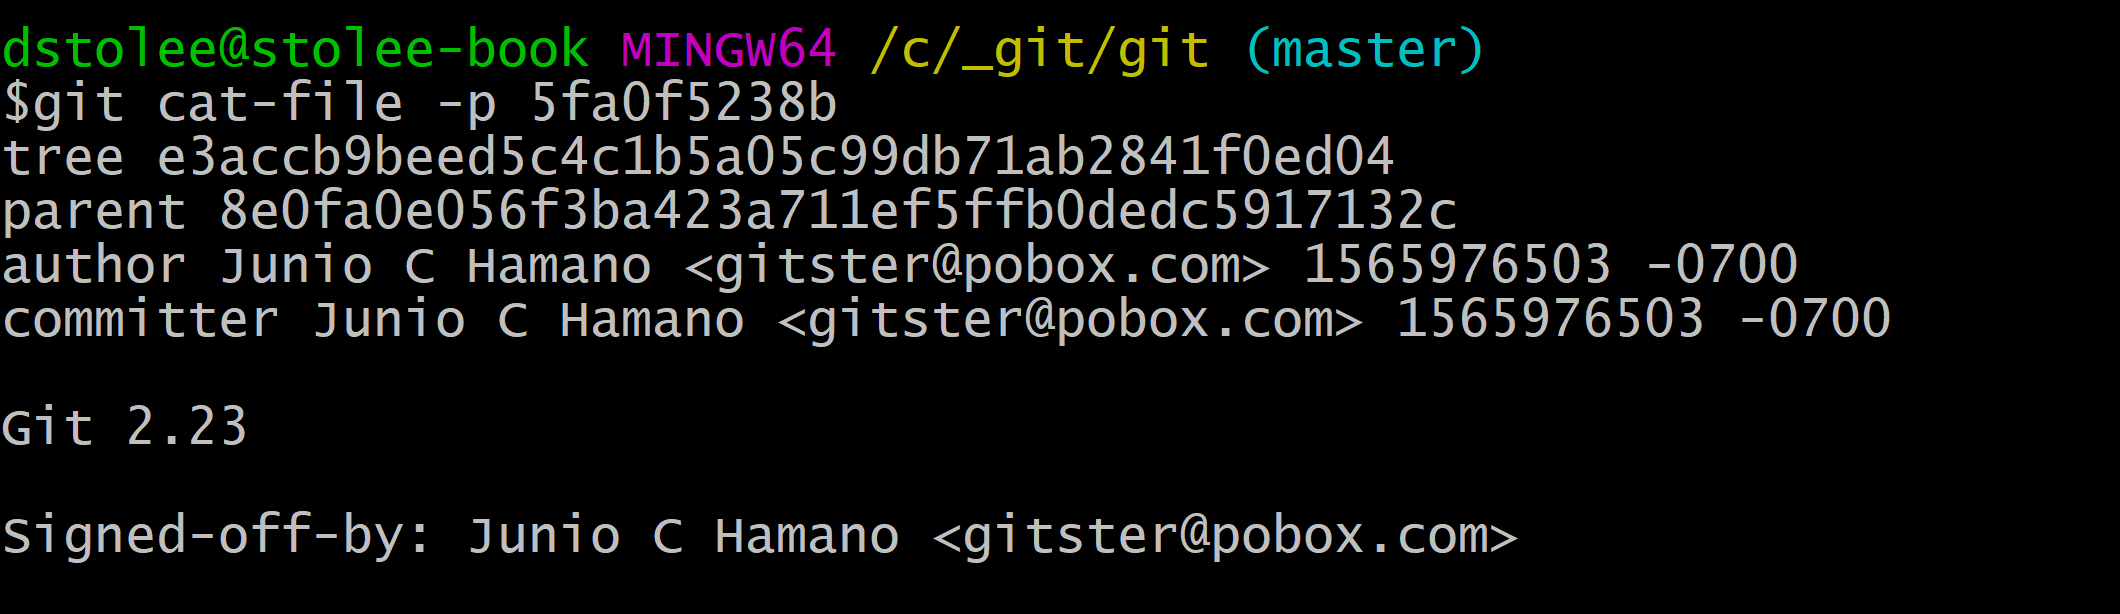 dstolee@stolee-book MINGW64 /c/_git/git (master)
$git cat-file -p 5fa0f5238b
tree e3accb9beed5c4c1b5a05c99db71ab2841f0ed04
parent 8e0fa0e056f3ba423a711ef5ffb0dedc5917132c
author Junio C Hamano <gitster@pobox.com> 1565976503 -0700
committer Junio C Hamano <gitster@pobox.com> 1565976503 -0700
Git 2.23
Signed-off-by: Junio C Hamano <gitster@pobox.com>